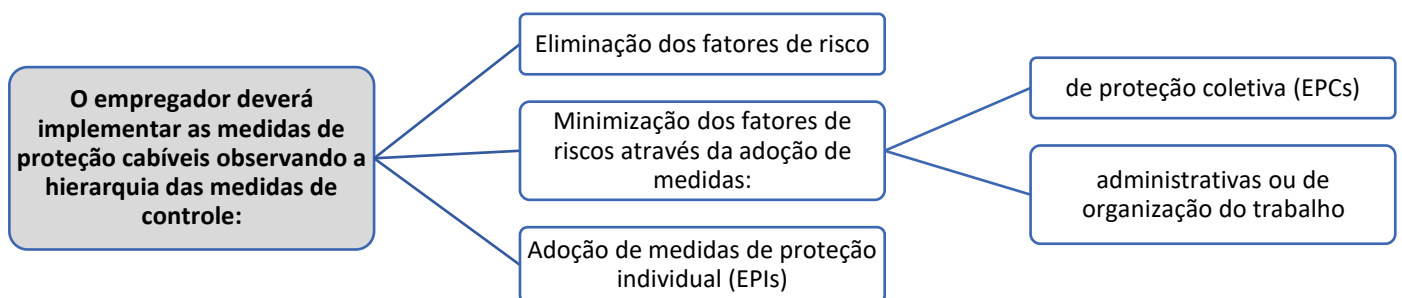 O empregador deverá
implementar as medidas de
proteção cabíveis observando a
hierarquia das medidas de
controle:
Eliminação dos fatores de risco
Minimização dos fatores de
riscos através da adoção de
medidas:
de proteção coletiva (EPCs)
administrativas ou de
organização do trabalho
Adoção de medidas de proteção
individual (EPIs)